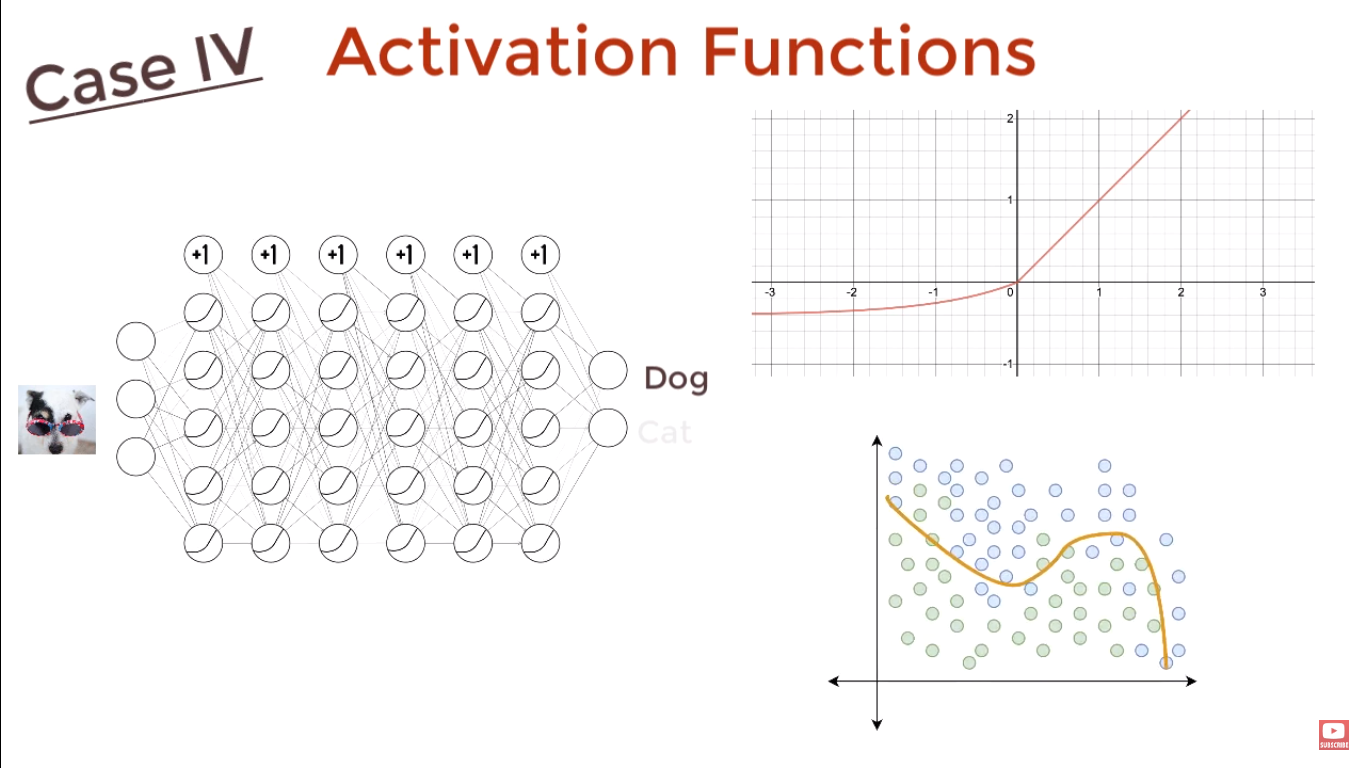 Case IV
Activation Functions
+1 +1 +1 +1 +1 +1
Dog
Cat
2
1
-3 -2 -1 0 1 2 3
-1
SUBSCRIBE